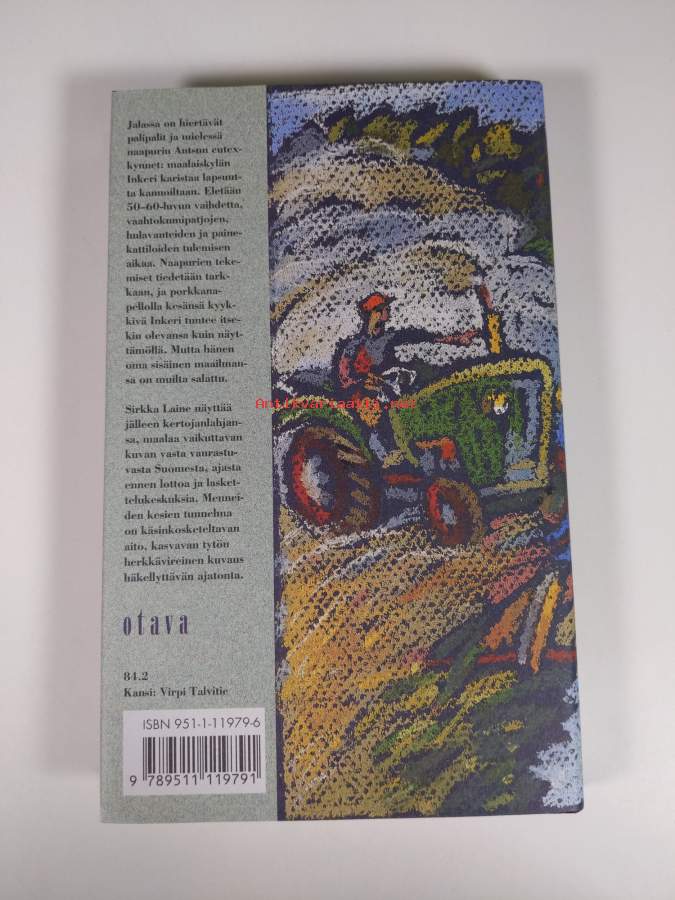 Jalassa on hiertävät
palipalit ja mielessä
naapurin Antsun cutex-
kynnet: maalaiskylän
Inkeri karistaa lapsuut-
ta kannoiltaan. Eletään
50–60-luvun vaihdetta,
vaahtokumipatjojen,
hulavanteiden ja paine-
kattiloiden tulemisen
aikaa. Naapurien teke-
miset tiedetään tark-
kaan, ja porkkana-
pellolla kesänsä kyyk-
kivä Inkeri tuntee itse-
kin olevansa kuin näyt-
tämöllä. Mutta hänen
oma sisäinen maailman-
sa on muilta salattu.
Antikvariaatti.net
Sirkka Laine näyttää
jälleen kertojanlahjan-
sa, maalaa vaikuttavan
kuvan vasta vaurastu-
vasta Suomesta, ajasta
ennen lottoa ja lasket-
telukeskuksia. Mennei-
den kesien tunnelma
on käsinkosketeltavan
aito, kasvavan tytön
herkkävireinen kuvaus
häkellyttävän ajatonta.
otava
84.2
Kansi: Virpi Talvitie
ISBN 951-1-11979-6
9 789511 119791